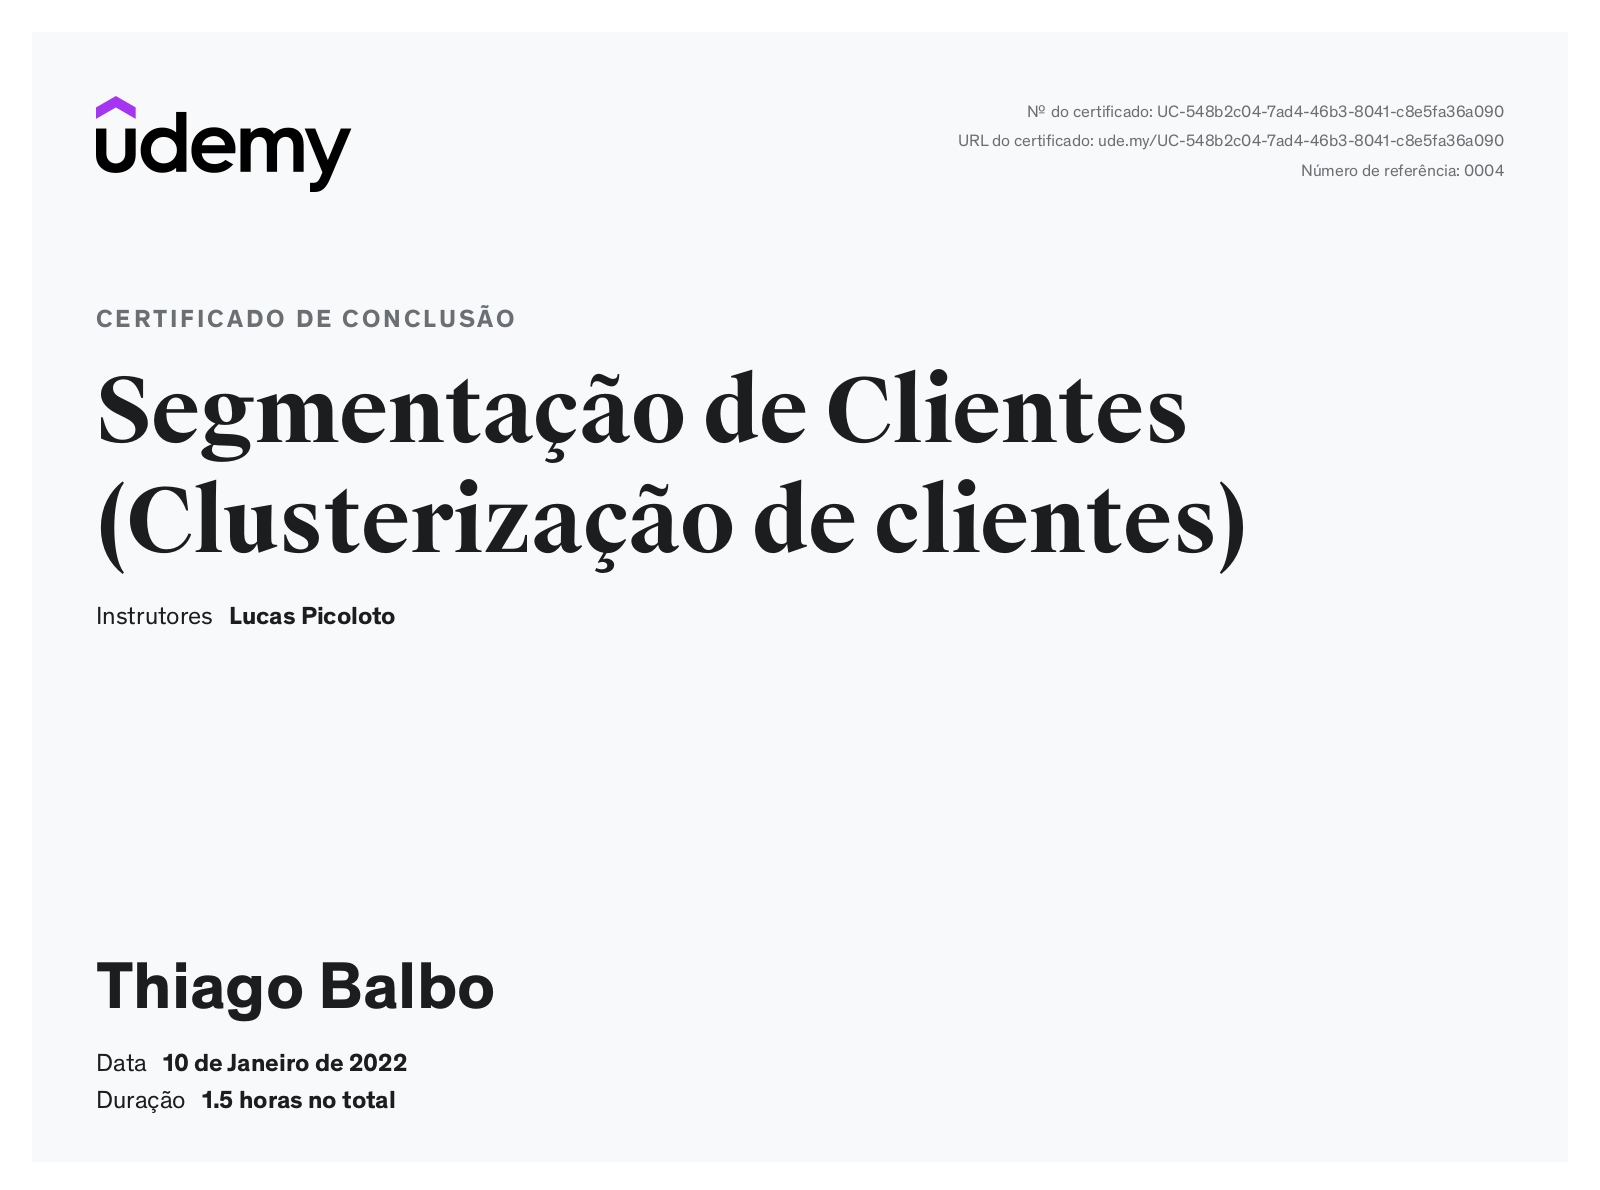 udemy
Nº do certificado: UC-548b2c04-7ad4-46b3-8041-c8e5fa36a090
URL do certificado: ude.my/UC-548b2c04-7ad4-46b3-8041-c8e5fa36a090
Número de referência: 0004
CERTIFICADO DE CONCLUSÃO
Segmentação de Clientes
(Clusterização de clientes)
Instrutores Lucas Picoloto
Thiago Balbo
Data 10 de Janeiro de 2022
Duração 1.5 horas no total